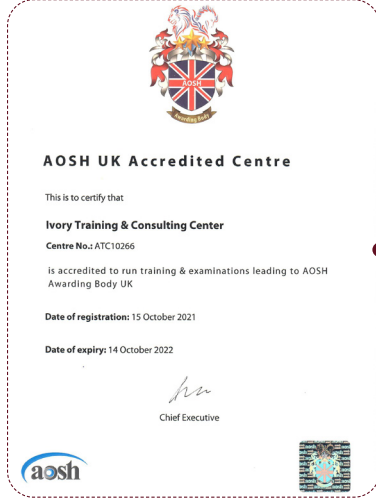 AOSH
Awarding Body
AOSH UK Accredited Centre
This is to certify that
Ivory Training & Consulting Center
Centre No.: ATC10266
is accredited to run training & examinations leading to AOSH
Awarding Body UK
Date of registration: 15 October 2021
Date of expiry: 14 October 2022
Chief Executive
aosh